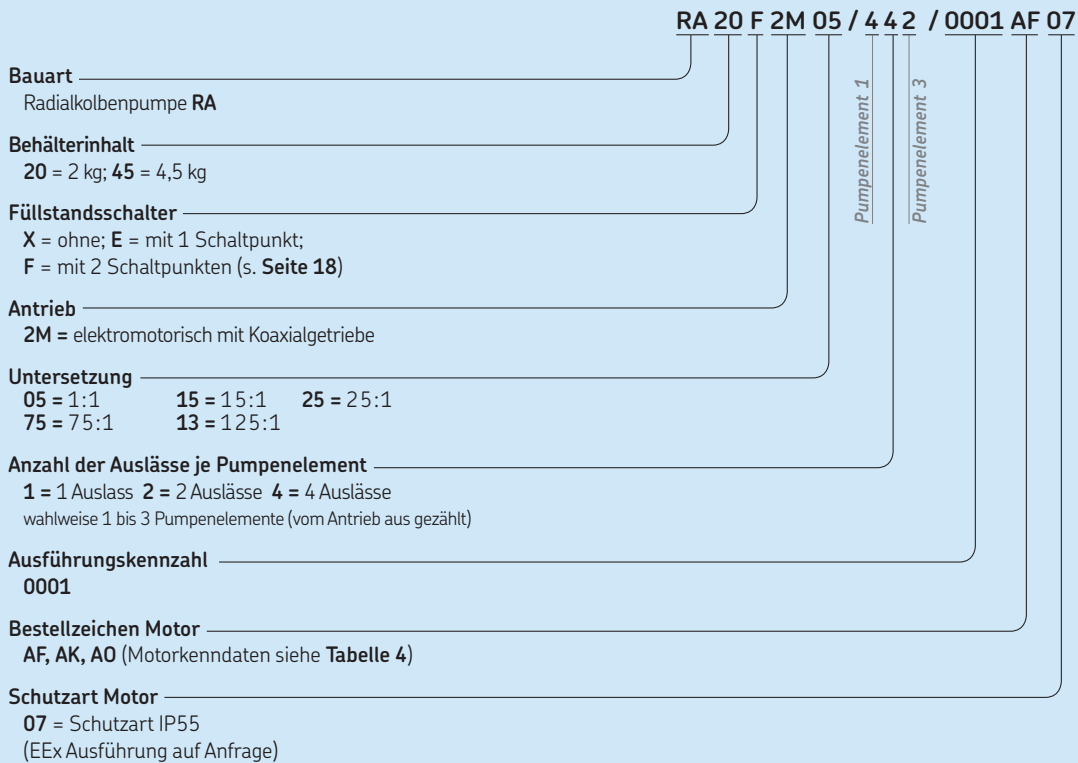 RA 20 F 2M 05 / 4 4 2 / 0001 AF 07
Pumpenelement 1
Pumpenelement 3
Bauart
Radialkolbenpumpe RA
Behälterinhalt
20 = 2 kg; 45 = 4,5 kg
Füllstandsschalter
X = ohne; E = mit 1 Schaltpunkt;
F = mit 2 Schaltpunkten (s. Seite 18)
Antrieb
2M = elektromotorisch mit Koaxialgetriebe
Untersetzung
05 = 1:1 15 = 15:1 25 = 25:1
75 = 75:1 13 = 125:1
Anzahl der Auslässe je Pumpenelement
1 = 1 Auslass 2 = 2 Auslässe 4 = 4 Auslässe
wahlweise 1 bis 3 Pumpenelemente (vom Antrieb aus gezählt)
Ausführungskennzahl
0001
Bestellzeichen Motor
AF, AK, AO (Motorkenndaten siehe Tabelle 4)
Schutzart Motor
07 = Schutzart IP55
(EEx Ausführung auf Anfrage)